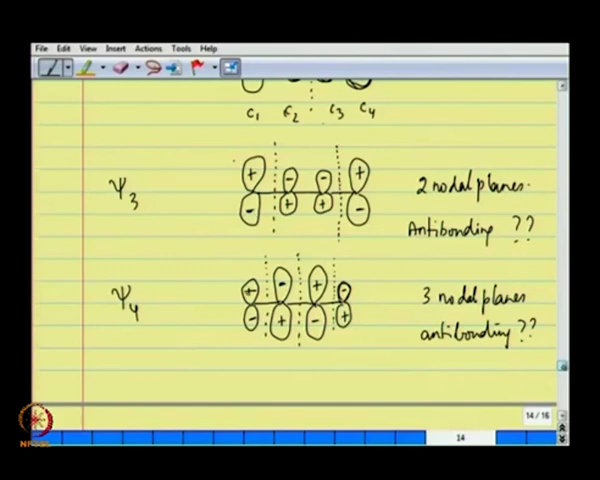 File Edit View Insert Actions Tools Help
C1 C2 C3 C4
Ψ3
+ - - +
- + + -
2 nodal planes.
Antibonding ??
Ψ4
+ - + -
- + - +
3 nodal planes
antibonding ??
14 / 16
14
NPTEL